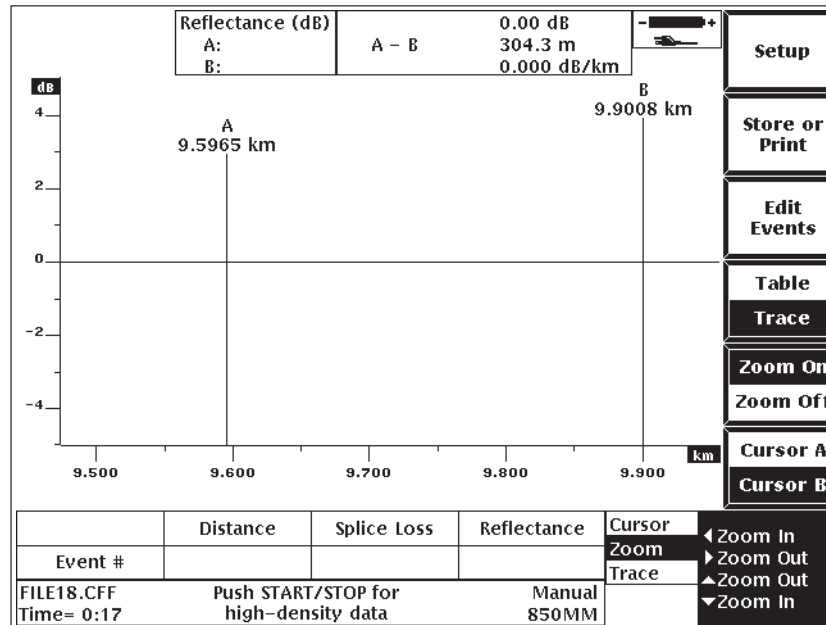 Reflectance (dB)
A:
B:
A – B
0.00 dB
304.3 m
0.000 dB/km
- +
Setup
Store or
Print
Edit
Events
Table
Trace
Zoom On
Zoom Off
Cursor A
Cursor B
dB
4
2
0
-2
-4
A
9.5965 km
B
9.9008 km
km
9.500
9.600
9.700
9.800
9.900
Distance
Splice Loss
Reflectance
Event #
Cursor
Zoom
Trace
Zoom In
Zoom Out
Zoom Out
Zoom In
FILE18.CFF
Time= 0:17
Push START/STOP for
high-density data
Manual
850MM